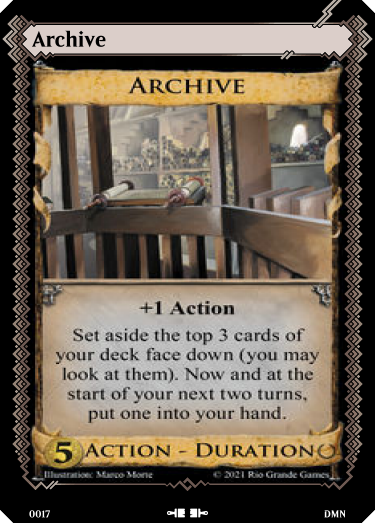 Archive
ARCHIVE
+1 Action
Set aside the top 3 cards of
your deck face down (you may
look at them). Now and at the
start of your next two turns,
put one into your hand.
5 ACTION - DURATION
Illustration: Marco Morte © 2021 Rio Grande Games
0017 DMN